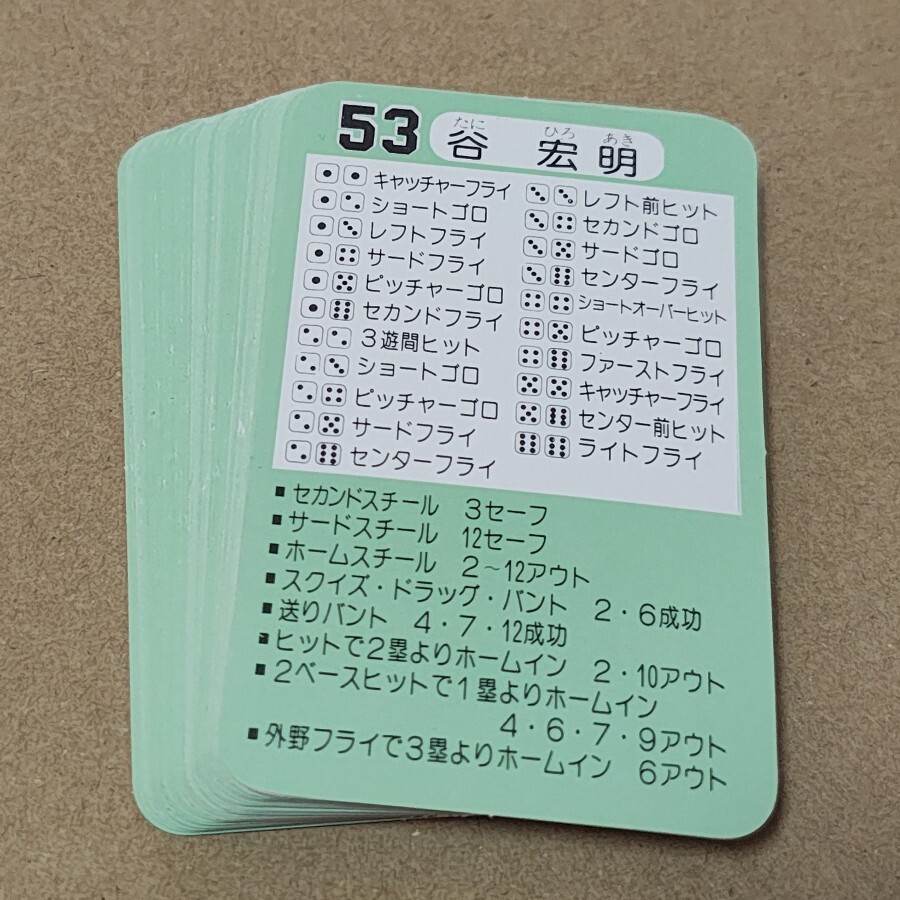 53 谷 宏明
たに ひろ あき
キャッチャーフライ
ショートゴロ
レフトフライ
サードフライ
ピッチャーゴロ
セカンドフライ
3遊間ヒット
ショートゴロ
ピッチャーゴロ
サードフライ
センターフライ
レフト前ヒット
セカンドゴロ
サードゴロ
センターフライ
ショートオーバーヒット
ピッチャーゴロ
ファーストフライ
キャッチャーフライ
センター前ヒット
ライトフライ
■セカンドスチール 3セーフ
■サードスチール 12セーフ
■ホームスチール 2〜12アウト
■スクイズ・ドラッグ・バント 2・6成功
■送りバント 4・7・12成功
■ヒットで2塁よりホームイン 2・10アウト
■2ベースヒットで1塁よりホームイン
4・6・7・9アウト
■外野フライで3塁よりホームイン 6アウト